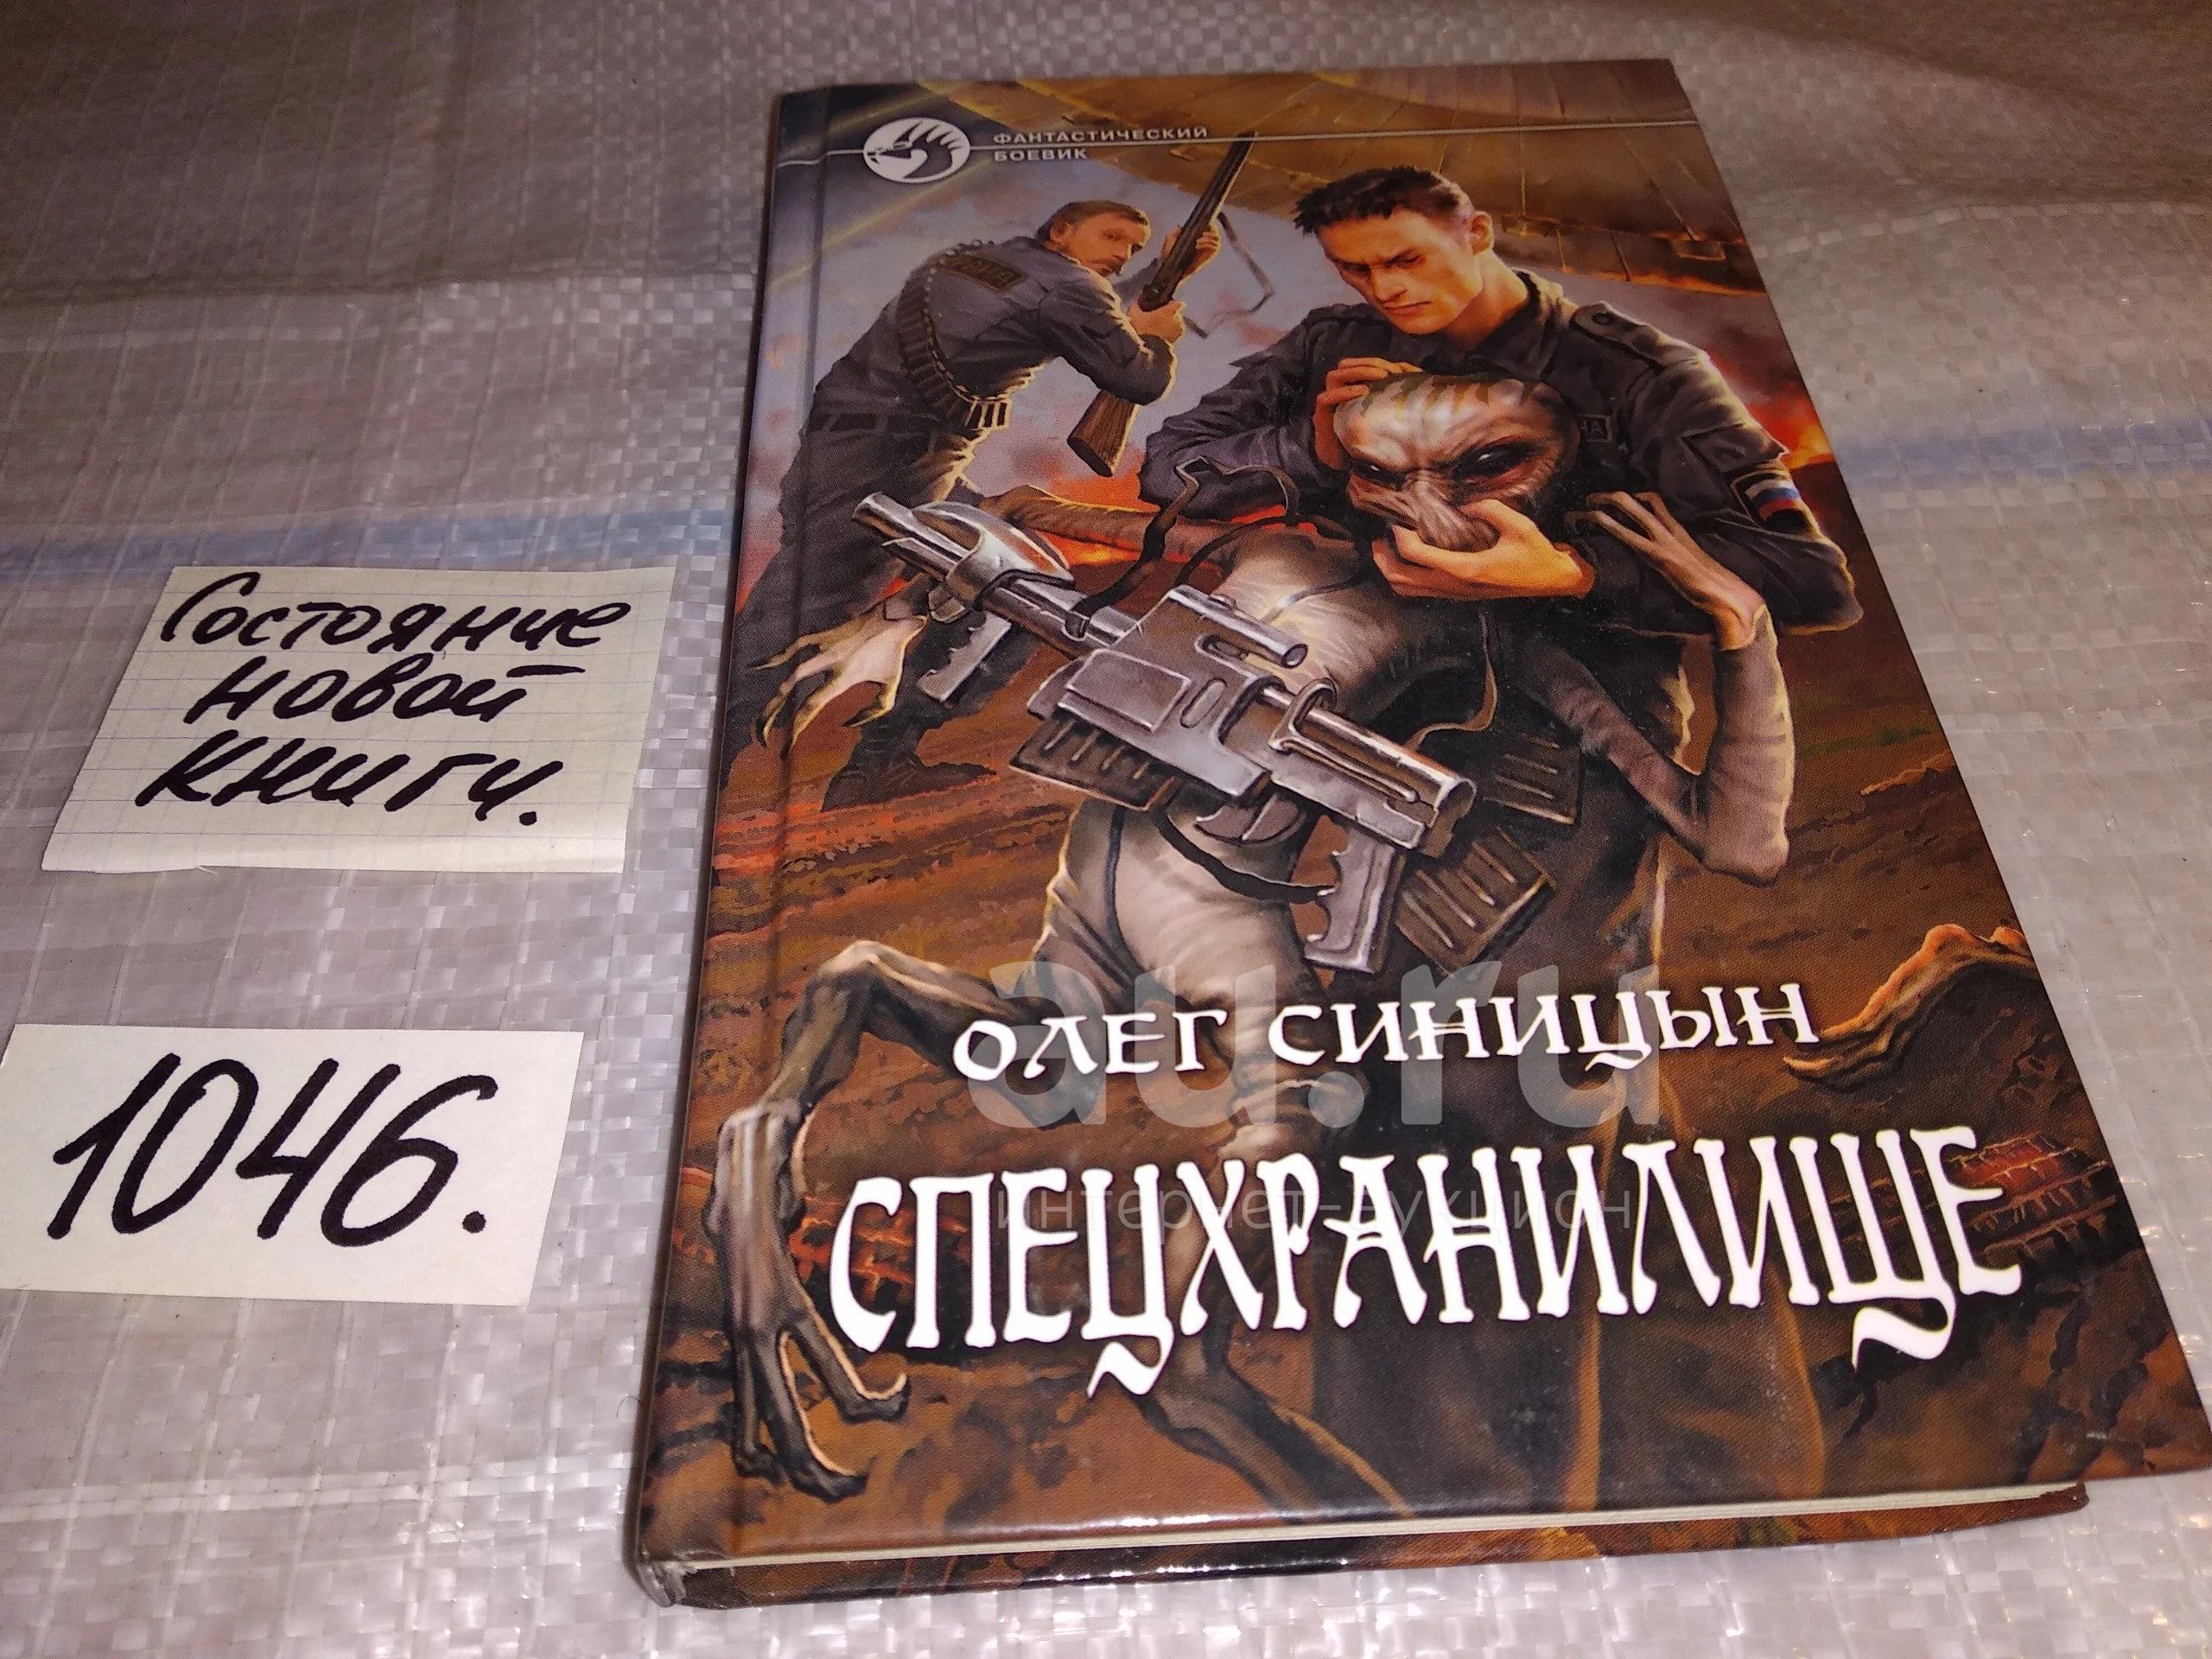 ФАНТАСТИЧЕСКИЙ
БОЕВИК
Состояние
новой
книги.
1046.
ОЛЕГ СИНИЦЫН
au.ru
СПЕЦХРАНИЛИЩЕ
интернет-аукцион